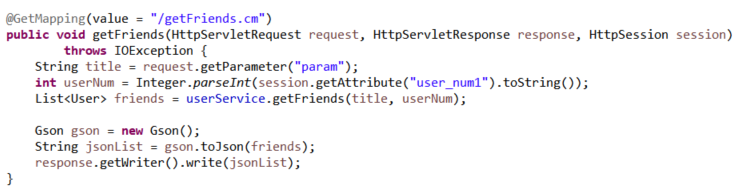 @GetMapping(value = "/getFriends.cm")
public void getFriends(HttpServletRequest request, HttpServletResponse response, HttpSession session)
        throws IOException {
    String title = request.getParameter("param");
    int userNum = Integer.parseInt(session.getAttribute("user_num1").toString());
    List<User> friends = userService.getFriends(title, userNum);

    Gson gson = new Gson();
    String jsonList = gson.toJson(friends);
    response.getWriter().write(jsonList);
}